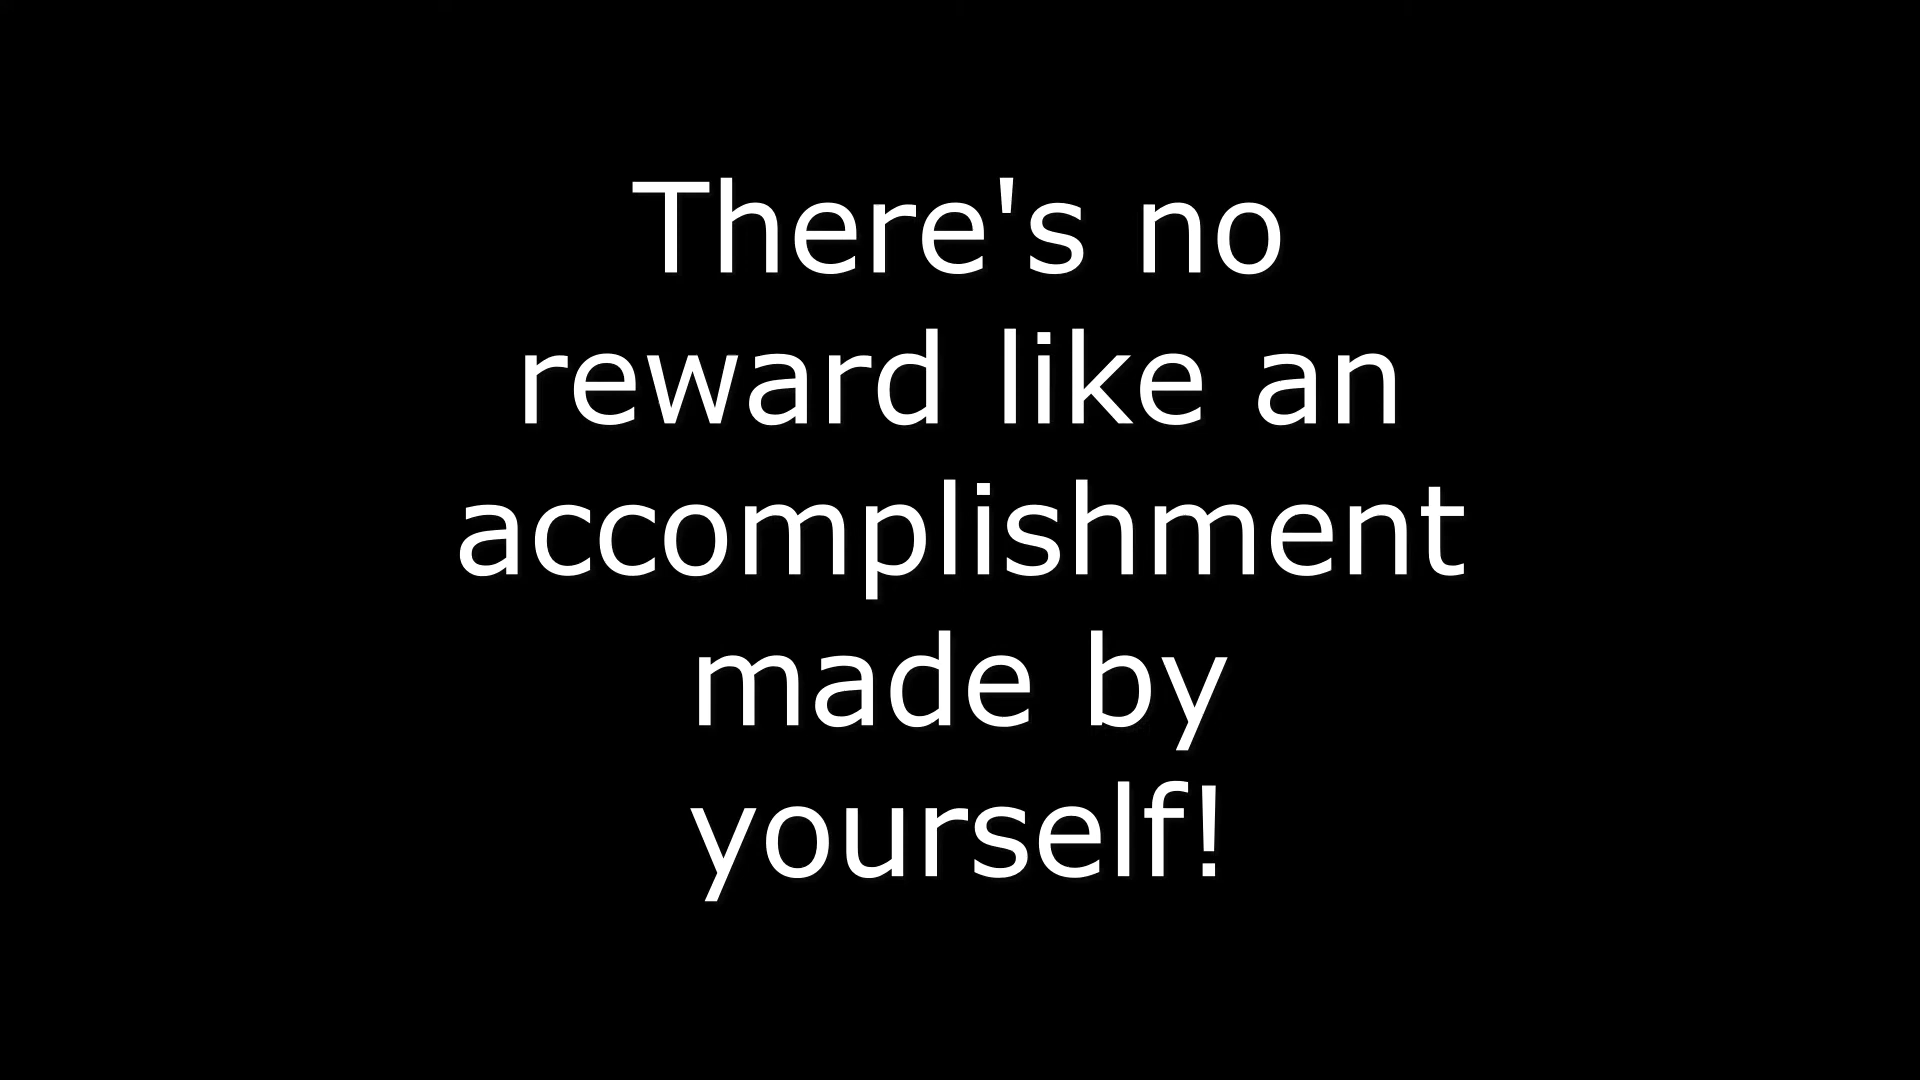 There's no
reward like an
accomplishment
made by
yourself!